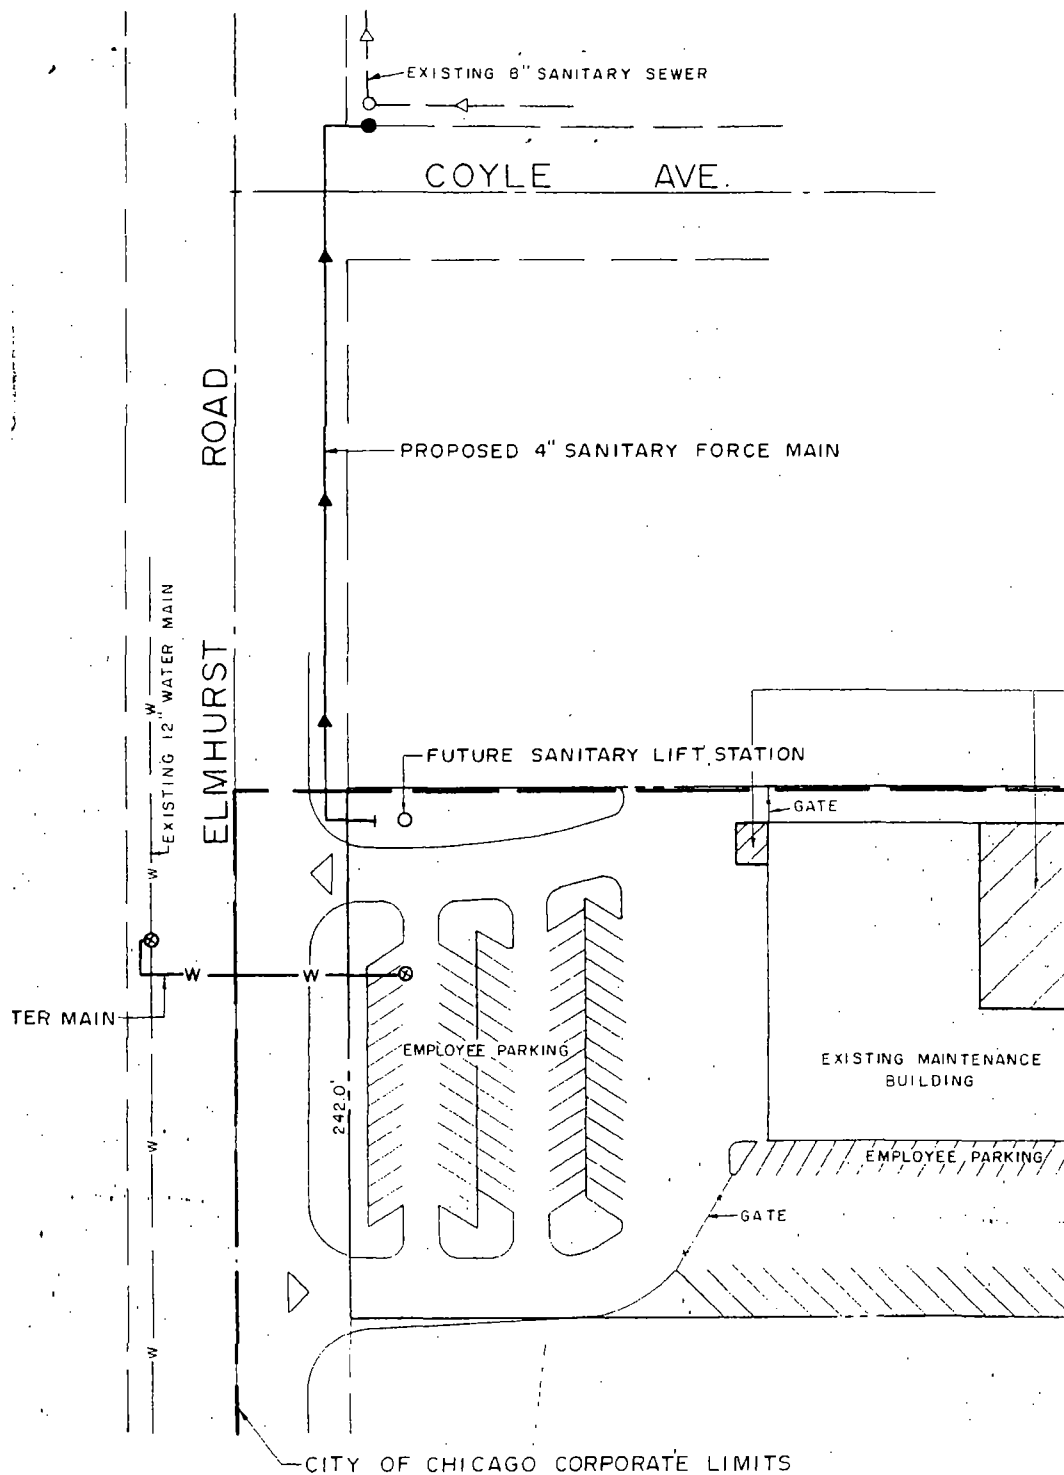 EXISTING 8" SANITARY SEWER
COYLE AVE.
ELMHURST ROAD
PROPOSED 4" SANITARY FORCE MAIN
EXISTING 12" WATER MAIN
W
FUTURE SANITARY LIFT STATION
GATE
W
W W
TER MAIN
EMPLOYEE PARKING
EXISTING MAINTENANCE
BUILDING
242.0'
W
EMPLOYEE PARKING
GATE
W
CITY OF CHICAGO CORPORATE LIMITS